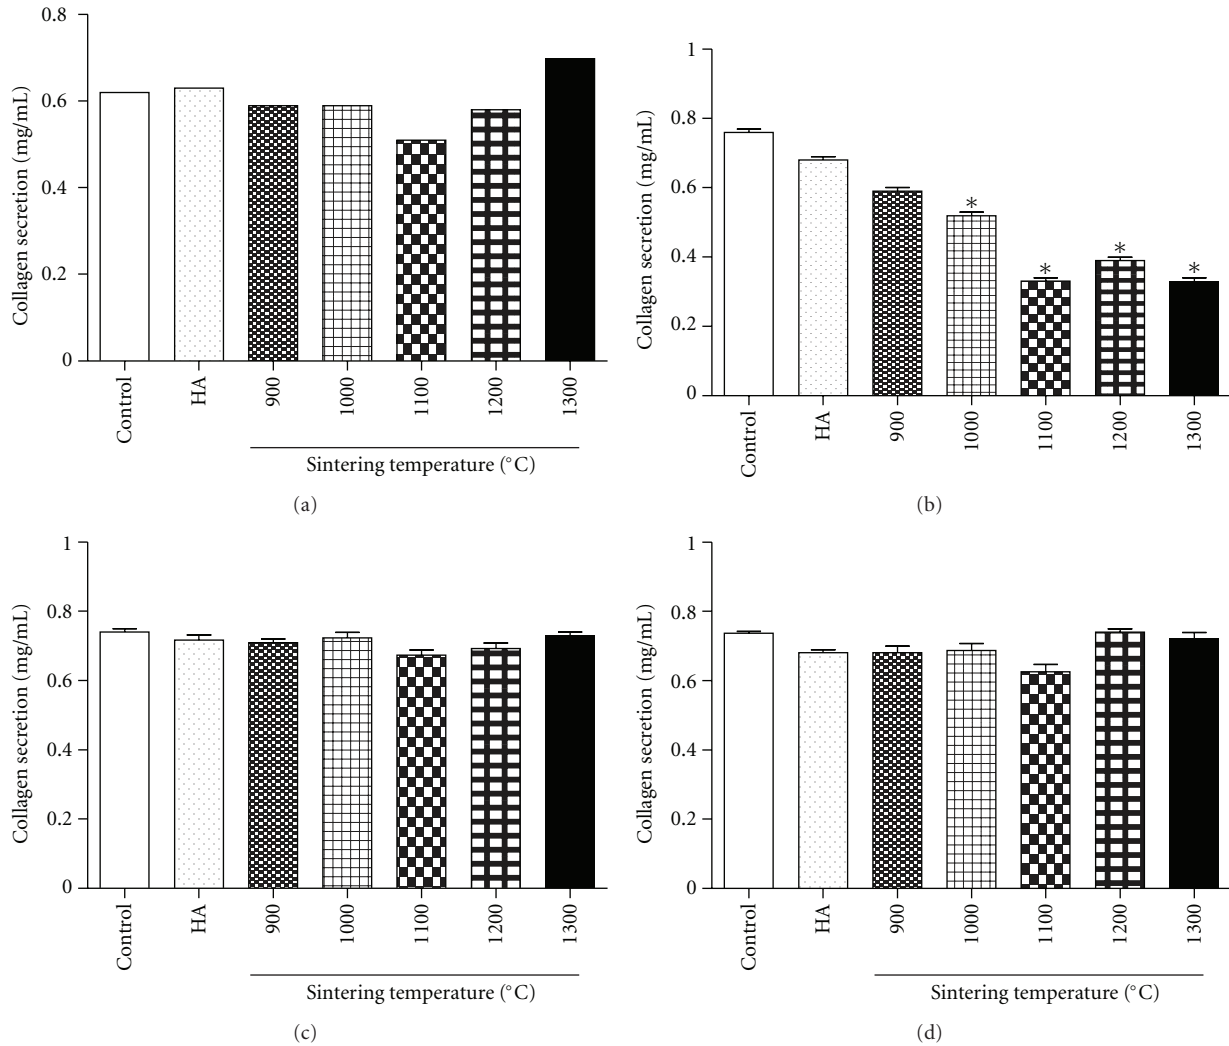 0.8
0.6
0.4
0.2
0
Collagen secretion (mg/mL)
Control
HA
900
1000
1100
1200
1300
Sintering temperature (°C)
(a)
1
0.8
0.6
0.4
0.2
0
Collagen secretion (mg/mL)
*
*
*
*
Control
HA
900
1000
1100
1200
1300
(b)
1
0.8
0.6
0.4
0.2
0
Collagen secretion (mg/mL)
Control
HA
900
1000
1100
1200
1300
Sintering temperature (°C)
(c)
1
0.8
0.6
0.4
0.2
0
Collagen secretion (mg/mL)
Control
HA
900
1000
1100
1200
1300
Sintering temperature (°C)
(d)